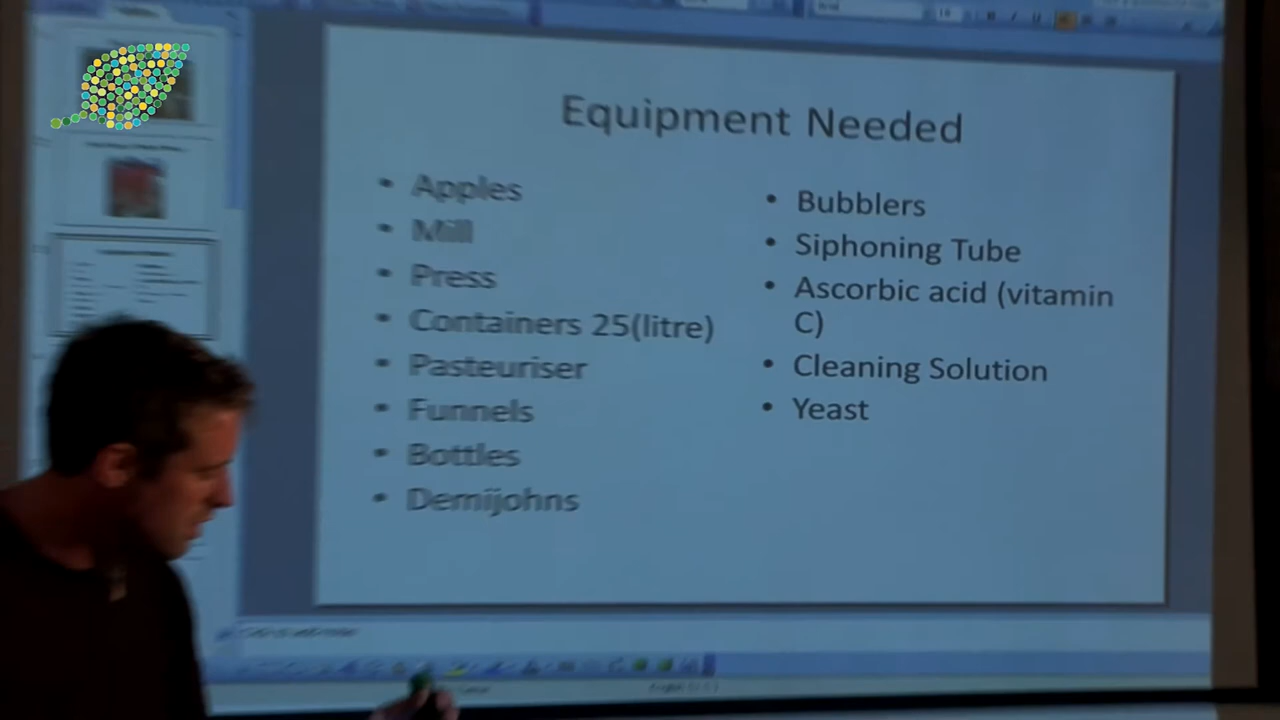 Equipment Needed
• Apples
• Mill
• Press
• Containers 25(litre)
• Pasteuriser
• Funnels
• Bottles
• Demijohns
• Bubblers
• Siphoning Tube
• Ascorbic acid (vitamin
C)
• Cleaning Solution
• Yeast